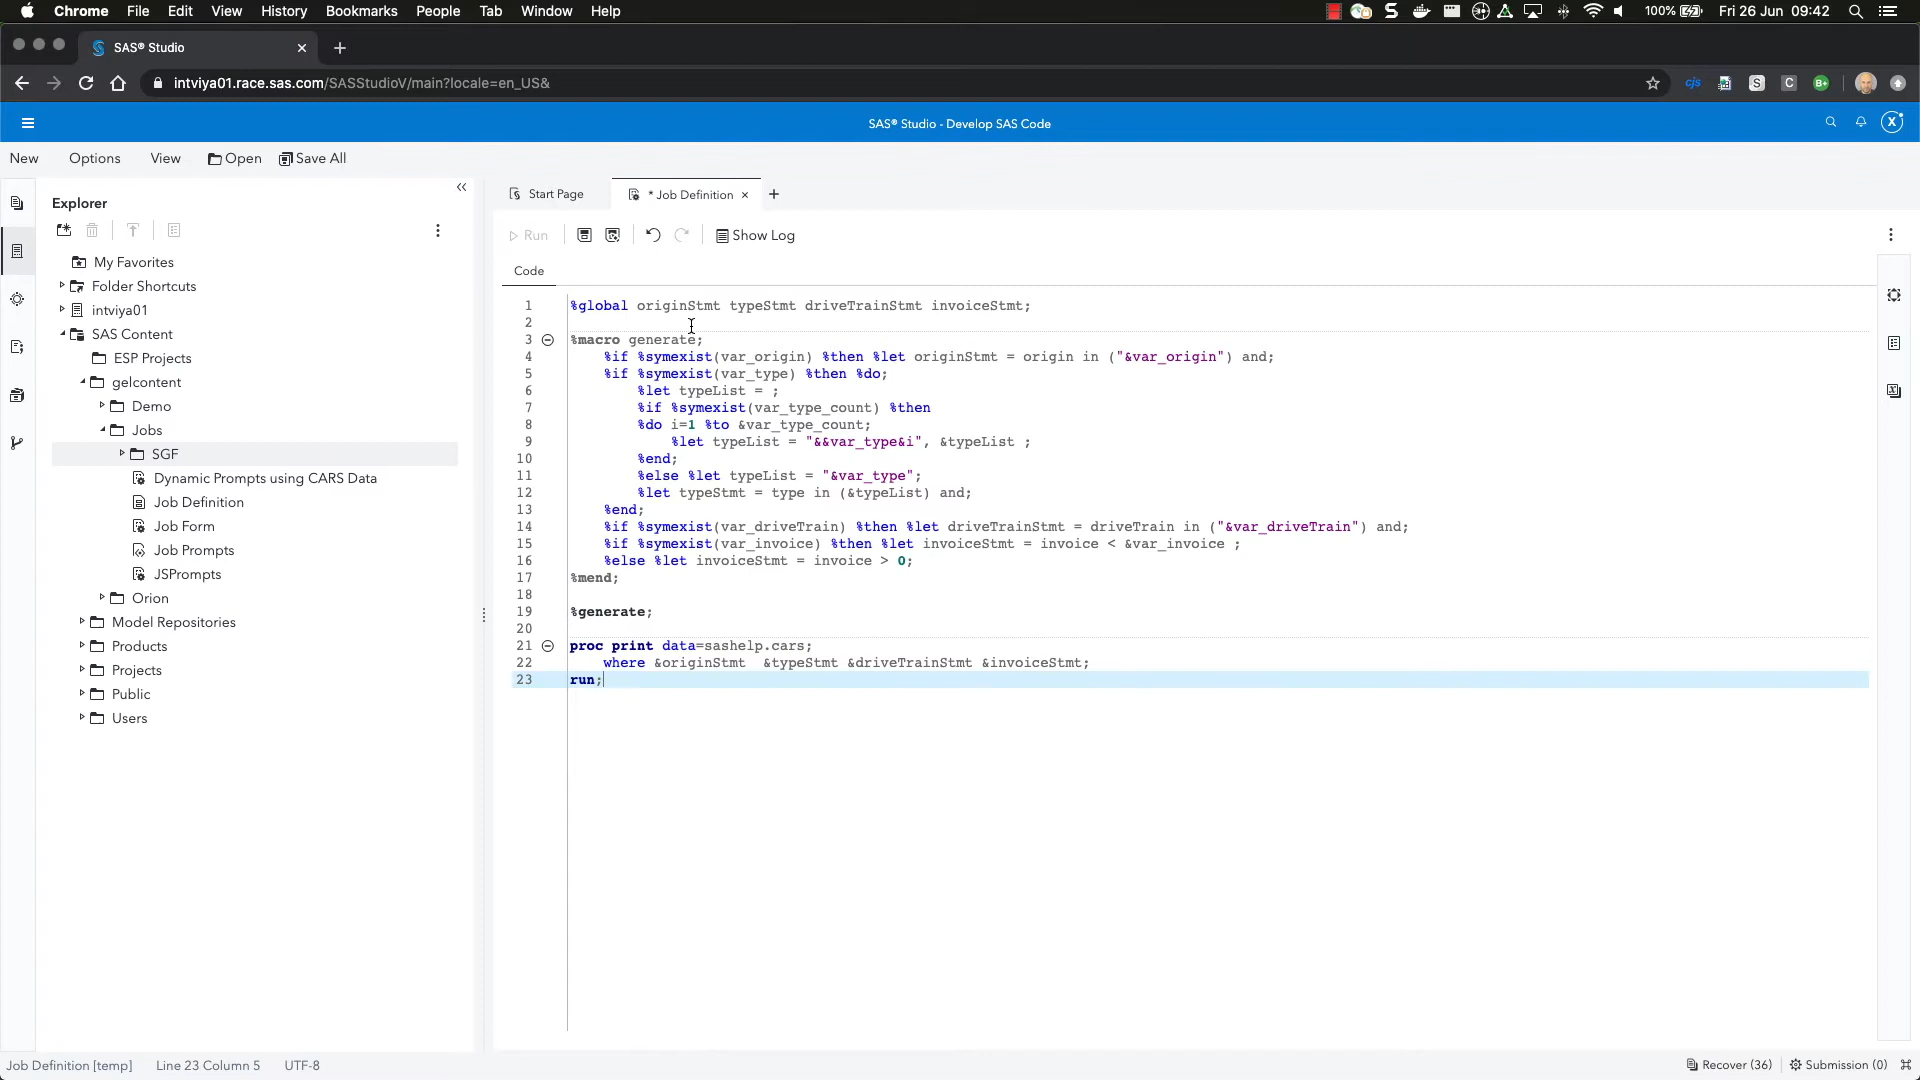 Chrome File Edit View History Bookmarks People Tab Window Help 100% Fri 26 Jun 09:42
SAS® Studio
intviya01.race.sas.com/SASStudioV/main?locale=en_US&
SAS® Studio - Develop SAS Code
New Options View Open Save All
Explorer
My Favorites
Folder Shortcuts
intviya01
SAS Content
ESP Projects
gelcontent
Demo
Jobs
SGF
Dynamic Prompts using CARS Data
Job Definition
Job Form
Job Prompts
JSPrompts
Orion
Model Repositories
Products
Projects
Public
Users
Start Page * Job Definition
Run Show Log
Code
1 %global originStmt typeStmt driveTrainStmt invoiceStmt;
2
3 %macro generate;
4 %if %symexist(var_origin) %then %let originStmt = origin in ("&var_origin") and;
5 %if %symexist(var_type) %then %do;
6 %let typeList = ;
7 %if %symexist(var_type_count) %then
8 %do i=1 %to &var_type_count;
9 %let typeList = "&&var_type&i", &typeList ;
10 %end;
11 %else %let typeList = "&var_type";
12 %let typeStmt = type in (&typeList) and;
13 %end;
14 %if %symexist(var_driveTrain) %then %let driveTrainStmt = driveTrain in ("&var_driveTrain") and;
15 %if %symexist(var_invoice) %then %let invoiceStmt = invoice < &var_invoice ;
16 %else %let invoiceStmt = invoice > 0;
17 %mend;
18
19 %generate;
20
21 proc print data=sashelp.cars;
22 where &originStmt &typeStmt &driveTrainStmt &invoiceStmt;
23 run;
Job Definition [temp] Line 23 Column 5 UTF-8 Recover (36) Submission (0)